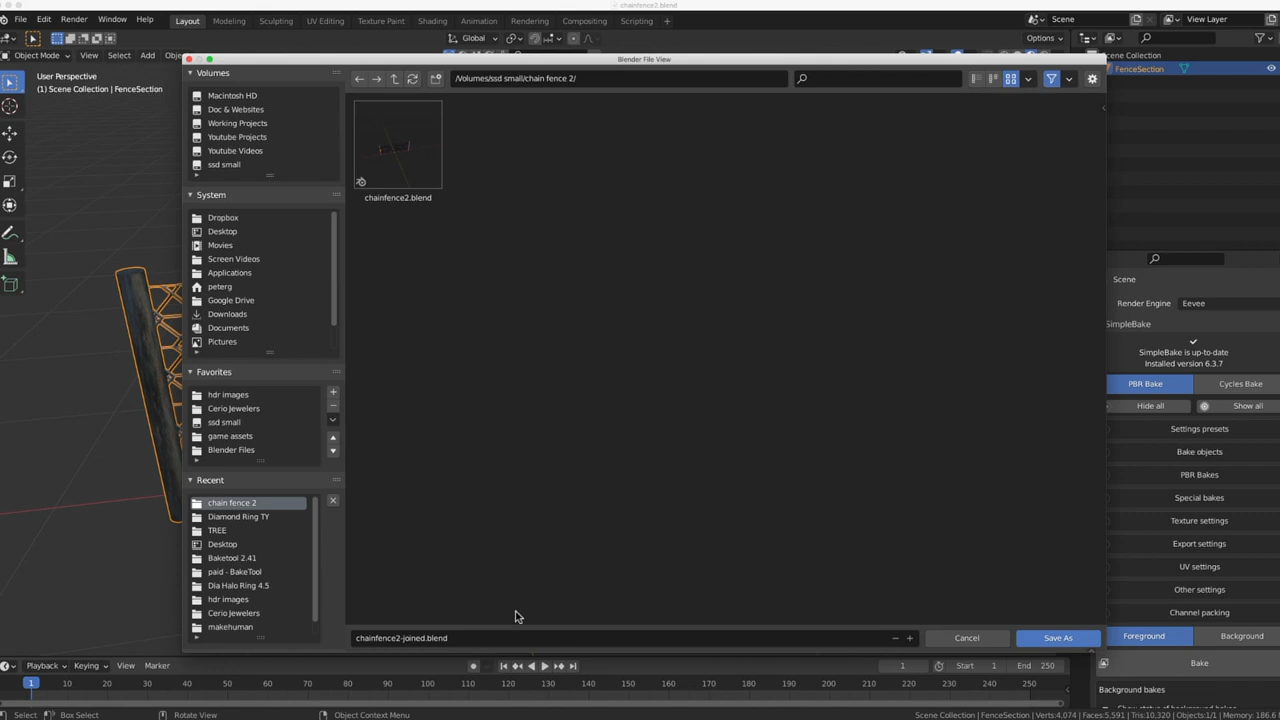 chainfence2.blend
File Edit Render Window Help
Layout Modeling Sculpting UV Editing Texture Paint Shading Animation Rendering Compositing Scripting +
Scene View Layer
Global Options
Object Mode View Select Add
Scene Collection
FenceSection
User Perspective
(1) Scene Collection | FenceSection
Blender File View
/Volumes/ssd small/chain fence 2/
Volumes
Macintosh HD
Doc & Websites
Working Projects
Youtube Projects
Youtube Videos
ssd small
System
Dropbox
Desktop
Movies
Screen Videos
Applications
peterg
Google Drive
Downloads
Documents
Pictures
Favorites
hdr images
Cerio Jewelers
ssd small
game assets
Blender Files
Recent
chain fence 2
Diamond Ring TY
TREE
Desktop
Baketool 2.41
paid - BakeTool
Dia Halo Ring 4.5
hdr images
Cerio Jewelers
makehuman
chainfence2.blend
chainfence2-joined.blend
Cancel Save As
Scene
Render Engine Eevee
SimpleBake
SimpleBake is up-to-date
Installed version 6.3.7
PBR Bake Cycles Bake
Hide all Show all
Settings presets
Bake objects
PBR Bakes
Special bakes
Texture settings
Export settings
UV settings
Other settings
Channel packing
Foreground Background
Bake
Background bakes
Playback Keying View Marker
1 Start 1 End 250
1 10 20 30 40 50 60 70 80 90 100 110 120 130 140 150 160 170 180 190 200 210 220 230 240 250
Select Box Select Rotate View Object Context Menu
Scene Collection | FenceSection | Verts:4,074 | Faces:5,591 | Tris:10,320 | Objects:1/1 | Memory: 186.6